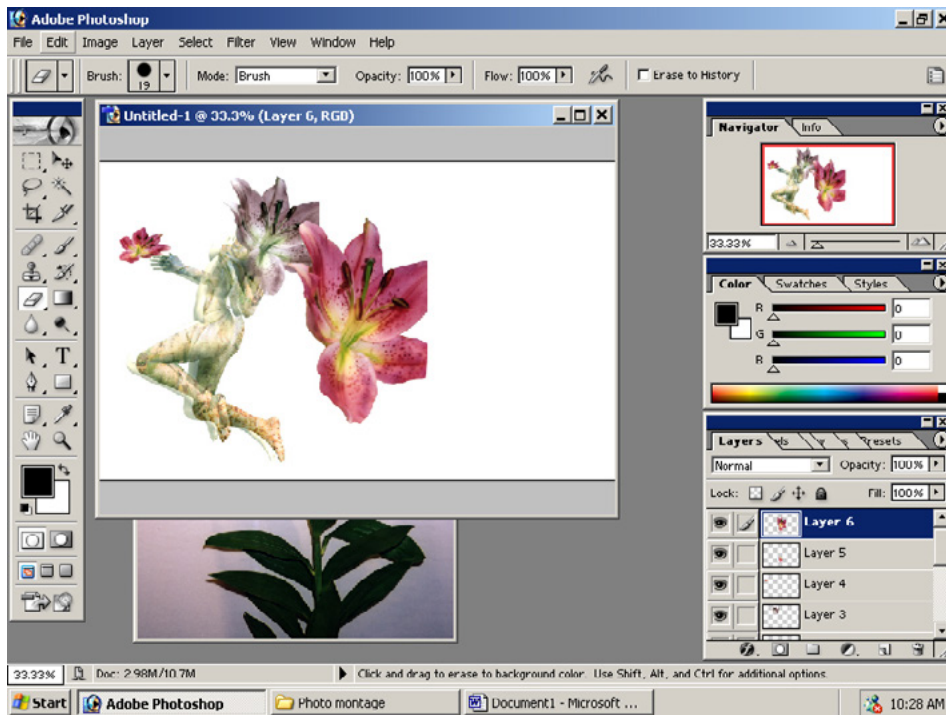 Adobe Photoshop
File Edit Image Layer Select Filter View Window Help
Brush: 19 Mode: Brush Opacity: 100% Flow: 100% Erase to History
Untitled-1 @ 33.3% (Layer 6, RGB)
Navigator Info
33.33%
Color Swatches Styles
R 0
G 0
B 0
Layers Presets
Normal Opacity: 100%
Lock: Fill: 100%
Layer 6
Layer 5
Layer 4
Layer 3
33.33% Doc: 2.98M/10.7M Click and drag to erase to background color. Use Shift, Alt, and Ctrl for additional options.
Start Adobe Photoshop Photo montage Document1 - Microsoft ... 10:28 AM